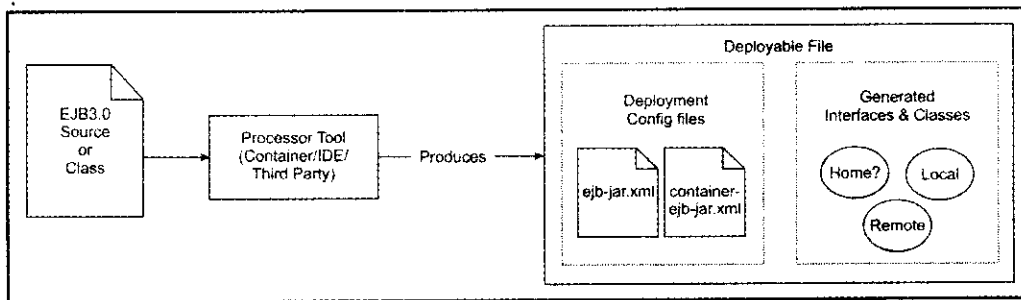 EJB3.0
Source
or
Class
Processor Tool
(Container/IDE/
Third Party)
Produces
Deployable File
Deployment
Config files
ejb-jar.xml
container-
ejb-jar.xml
Generated
Interfaces & Classes
Home?
Local
Remote